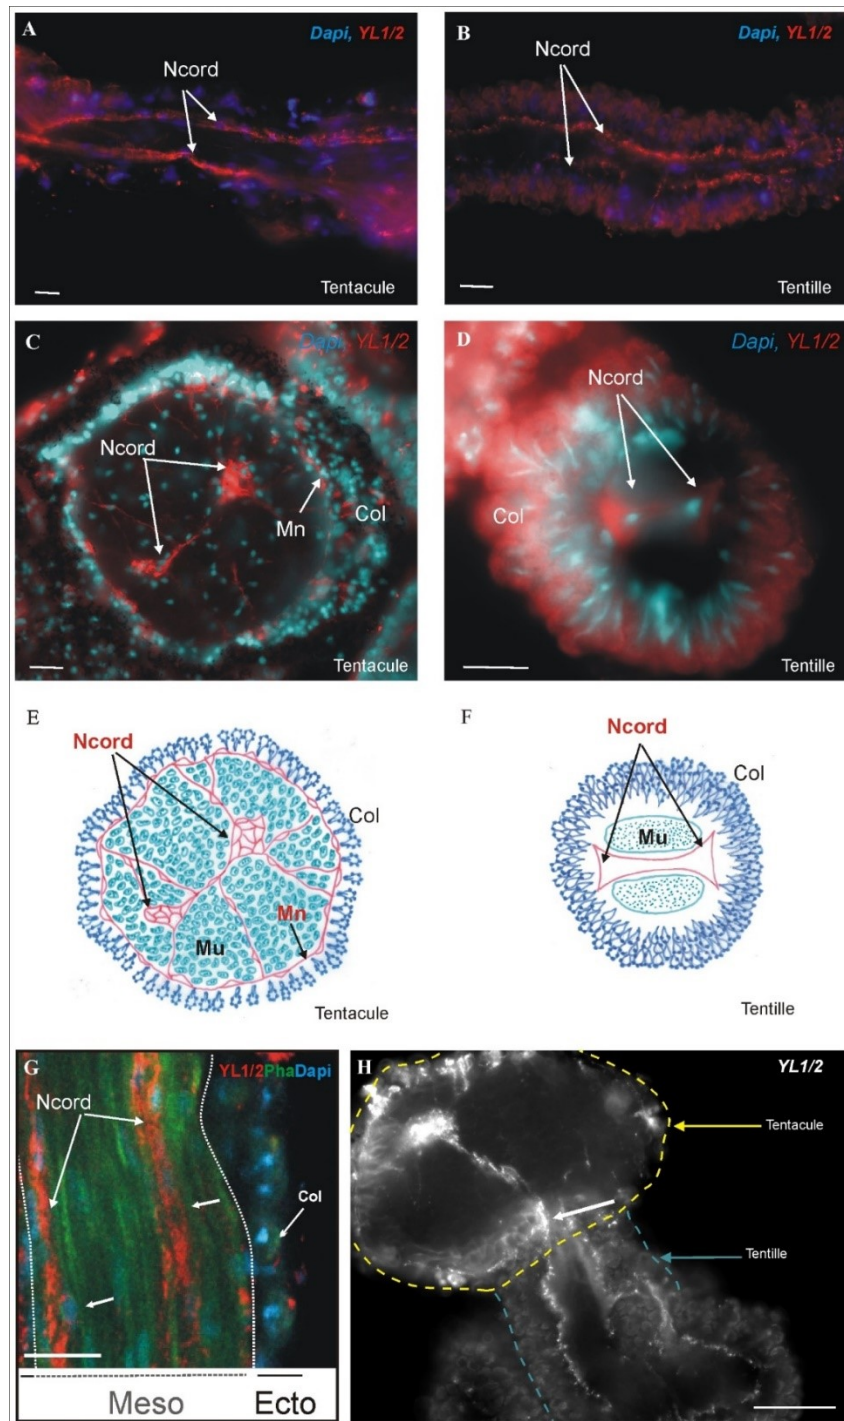 A
Dapi, YL1/2
Ncord
Tentacule
B
Dapi, YL1/2
Ncord
Tentille
C
Dapi, YL1/2
Ncord
Mn
Col
Tentacule
D
Dapi, YL1/2
Ncord
Col
Tentille
E
Ncord
Col
Mn
Mu
Tentacule
F
Ncord
Col
Mu
Tentille
G
YL1/2PhaDapi
Ncord
Col
Meso
Ecto
H
YL1/2
Tentacule
Tentille